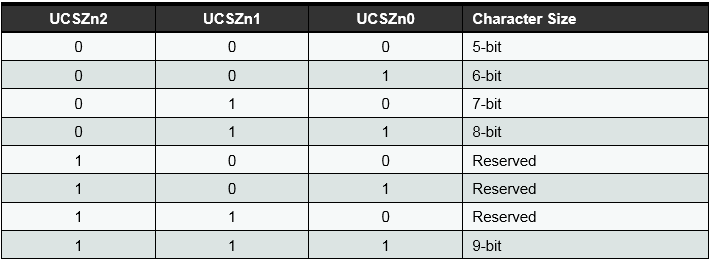 UCSZn2 UCSZn1 UCSZn0 Character Size
0 0 0 5-bit
0 0 1 6-bit
0 1 0 7-bit
0 1 1 8-bit
1 0 0 Reserved
1 0 1 Reserved
1 1 0 Reserved
1 1 1 9-bit